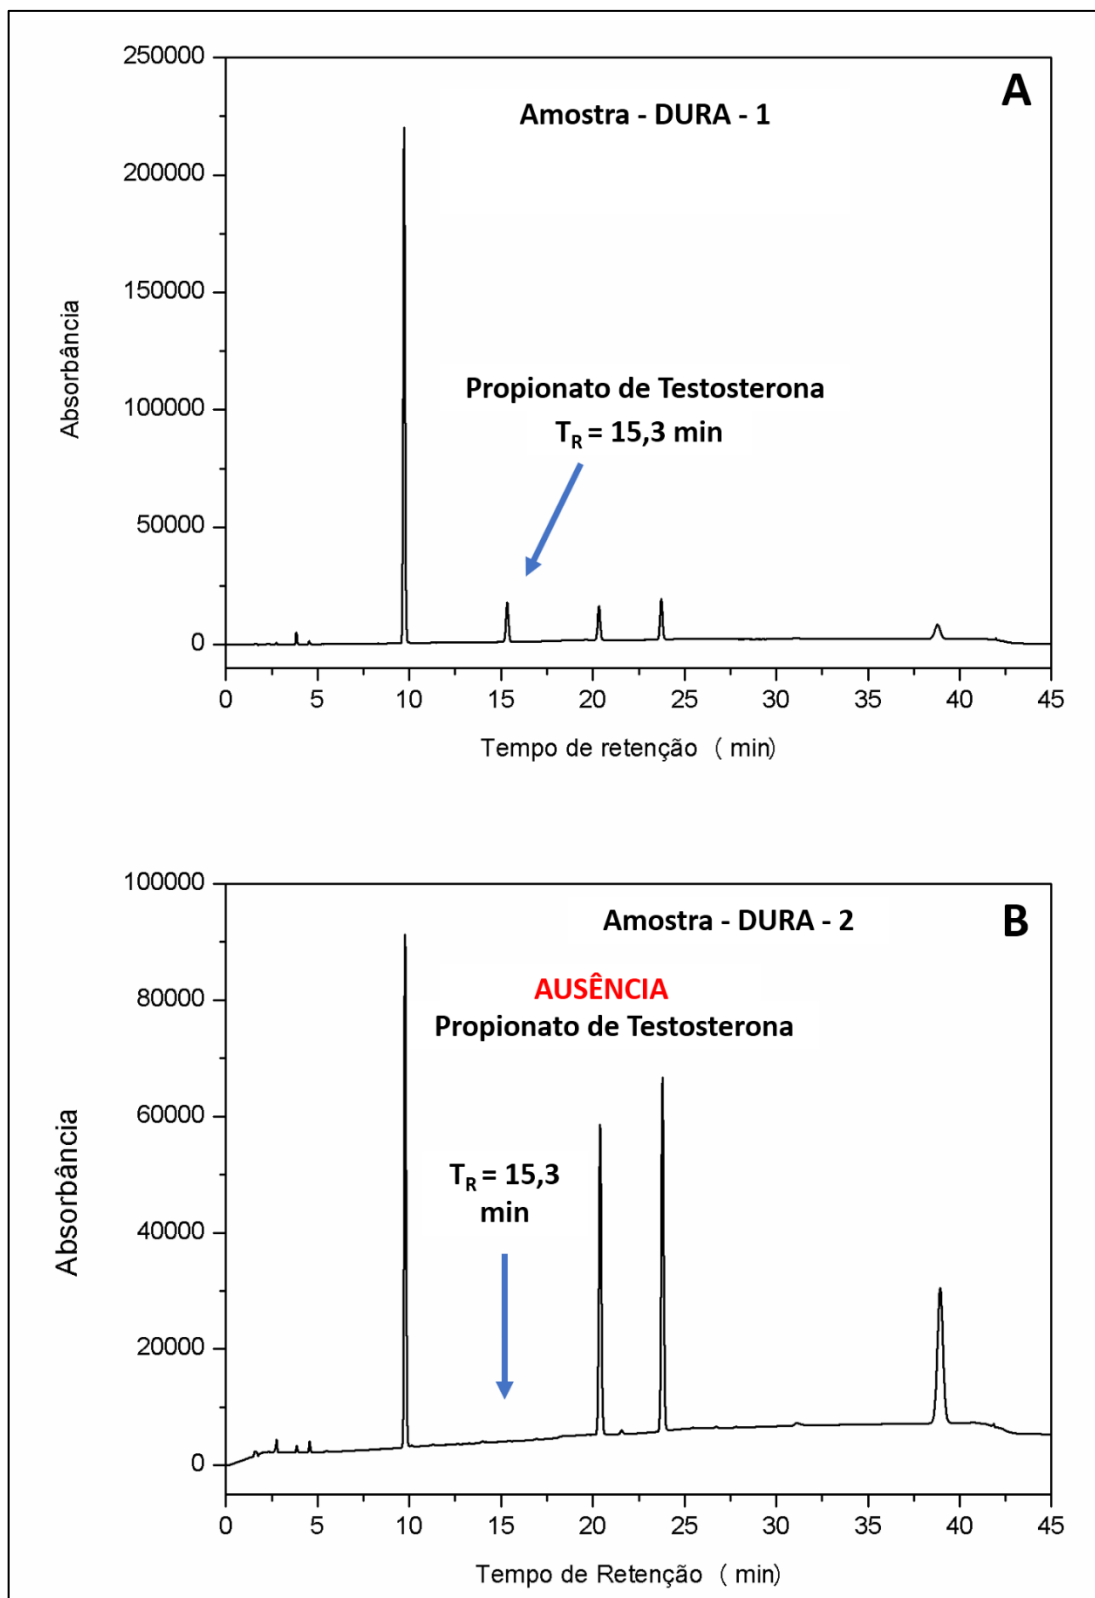 A
Amostra - DURA - 1
250000
200000
150000
100000
50000
0
Absorbância
Propionato de Testosterona
TR = 15,3 min
0 5 10 15 20 25 30 35 40 45
Tempo de retenção ( min)
B
Amostra - DURA - 2
AUSÊNCIA
Propionato de Testosterona
TR = 15,3
min
100000
80000
60000
40000
20000
0
Absorbância
0 5 10 15 20 25 30 35 40 45
Tempo de Retenção ( min)